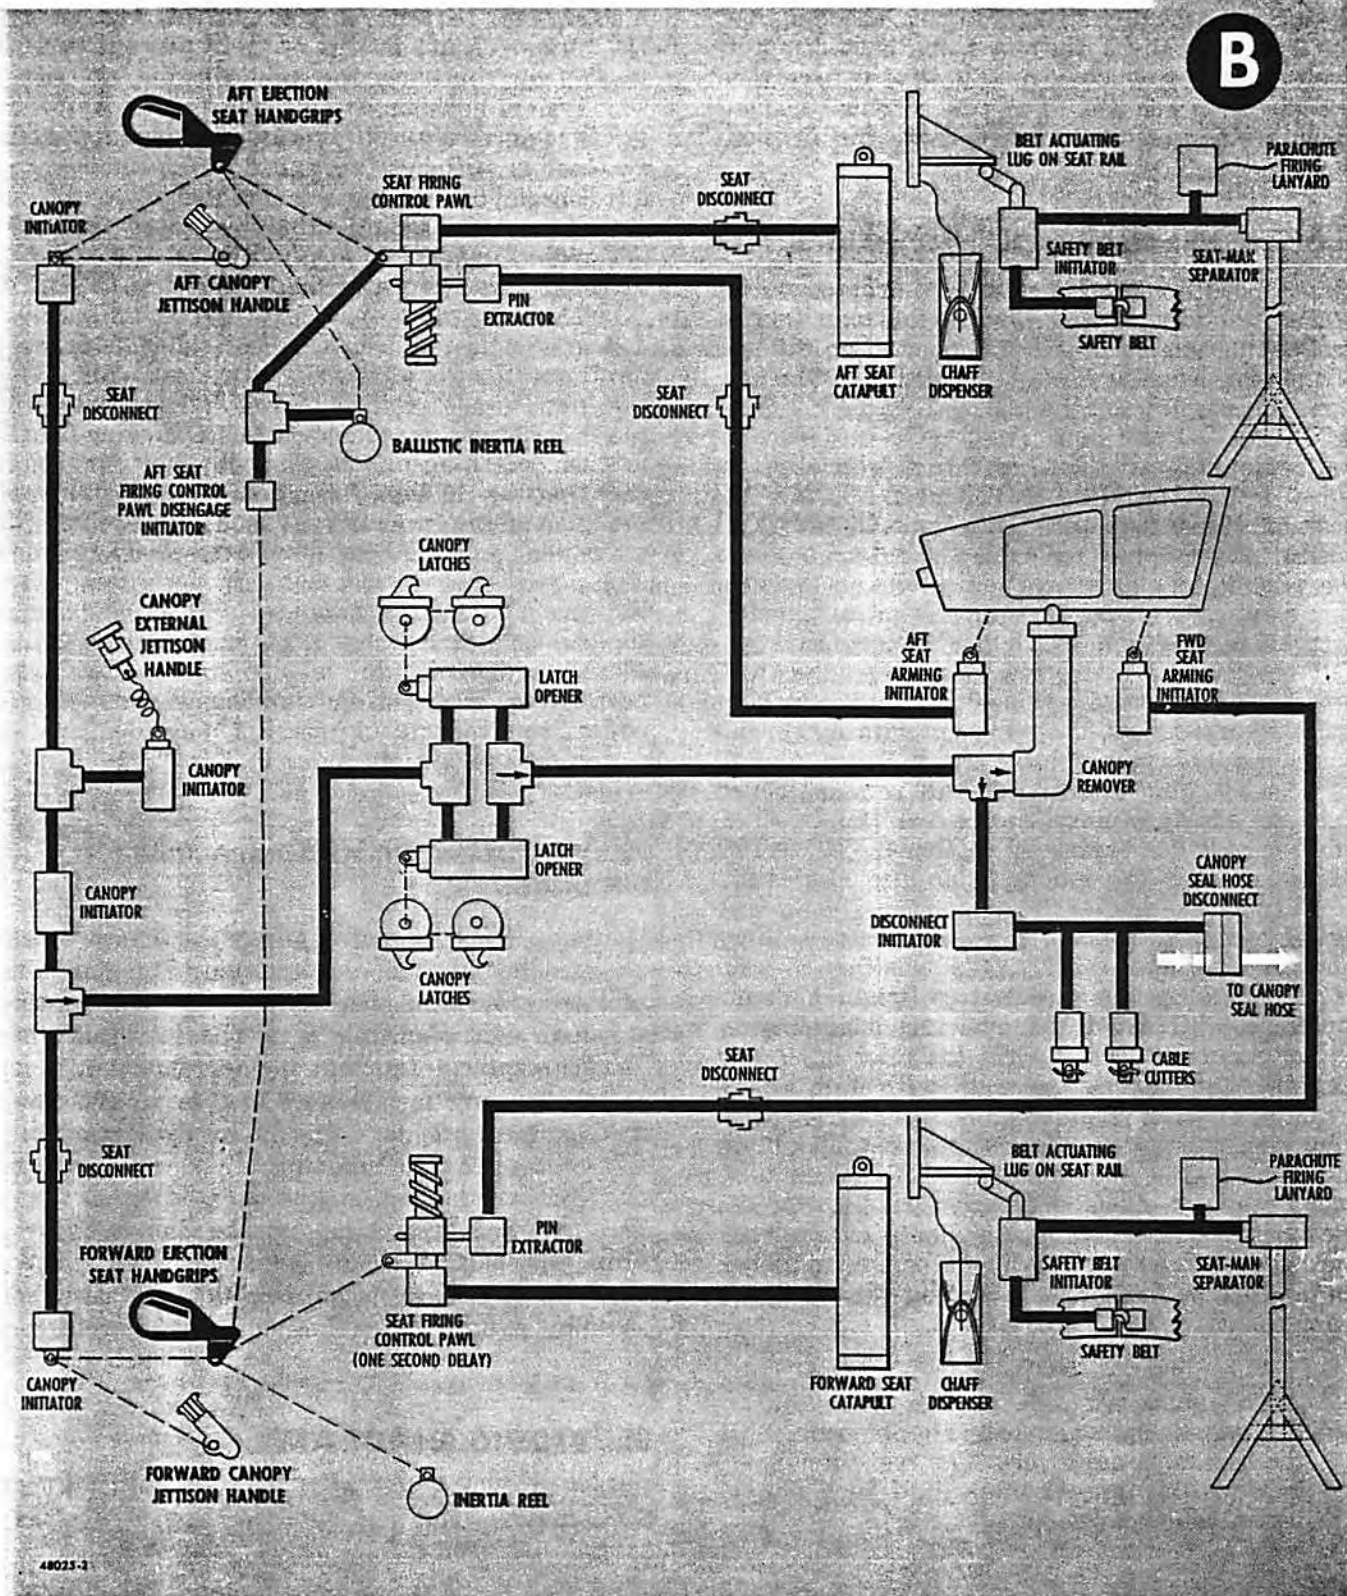 B
AFT EJECTION
SEAT HANDGRIPS
CANOPY
INITIATOR
AFT CANOPY
JETTISON HANDLE
SEAT FIRING
CONTROL PAWL
SEAT
DISCONNECT
PIN
EXTRACTOR
BELT ACTUATING
LUG ON SEAT RAIL
PARACHUTE
FIRING
LANYARD
SAFETY BELT
INITIATOR
SEAT-MAN
SEPARATOR
SAFETY BELT
AFT SEAT
CATAPULT
CHAFF
DISPENSER
SEAT
DISCONNECT
SEAT
DISCONNECT
BALLISTIC INERTIA REEL
AFT SEAT
FIRING CONTROL
PAWL DISENGAGE
INITIATOR
CANOPY
LATCHES
CANOPY
EXTERNAL
JETTISON
HANDLE
LATCH
OPENER
AFT
SEAT
ARMING
INITIATOR
FWD
SEAT
ARMING
INITIATOR
CANOPY
INITIATOR
CANOPY
REMOVER
LATCH
OPENER
CANOPY
INITIATOR
CANOPY
SEAL HOSE
DISCONNECT
DISCONNECT
INITIATOR
CANOPY
LATCHES
TO CANOPY
SEAL HOSE
CABLE
CUTTERS
SEAT
DISCONNECT
SEAT
DISCONNECT
BELT ACTUATING
LUG ON SEAT RAIL
PARACHUTE
FIRING
LANYARD
FORWARD EJECTION
SEAT HANDGRIPS
PIN
EXTRACTOR
SAFETY BELT
INITIATOR
SEAT-MAN
SEPARATOR
SEAT FIRING
CONTROL PAWL
(ONE SECOND DELAY)
SAFETY BELT
CANOPY
INITIATOR
FORWARD SEAT
CATAPULT
CHAFF
DISPENSER
FORWARD CANOPY
JETTISON HANDLE
INERTIA REEL
48025-2